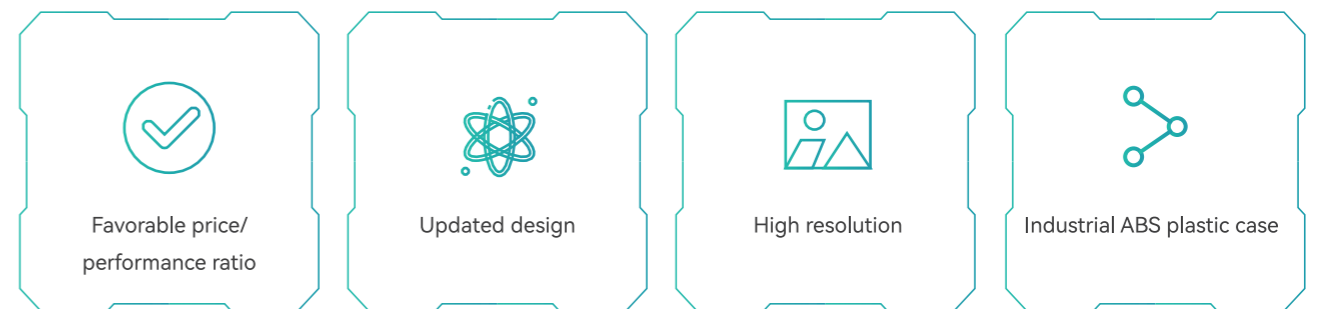 Favorable price/
performance ratio
Updated design
High resolution
Industrial ABS plastic case